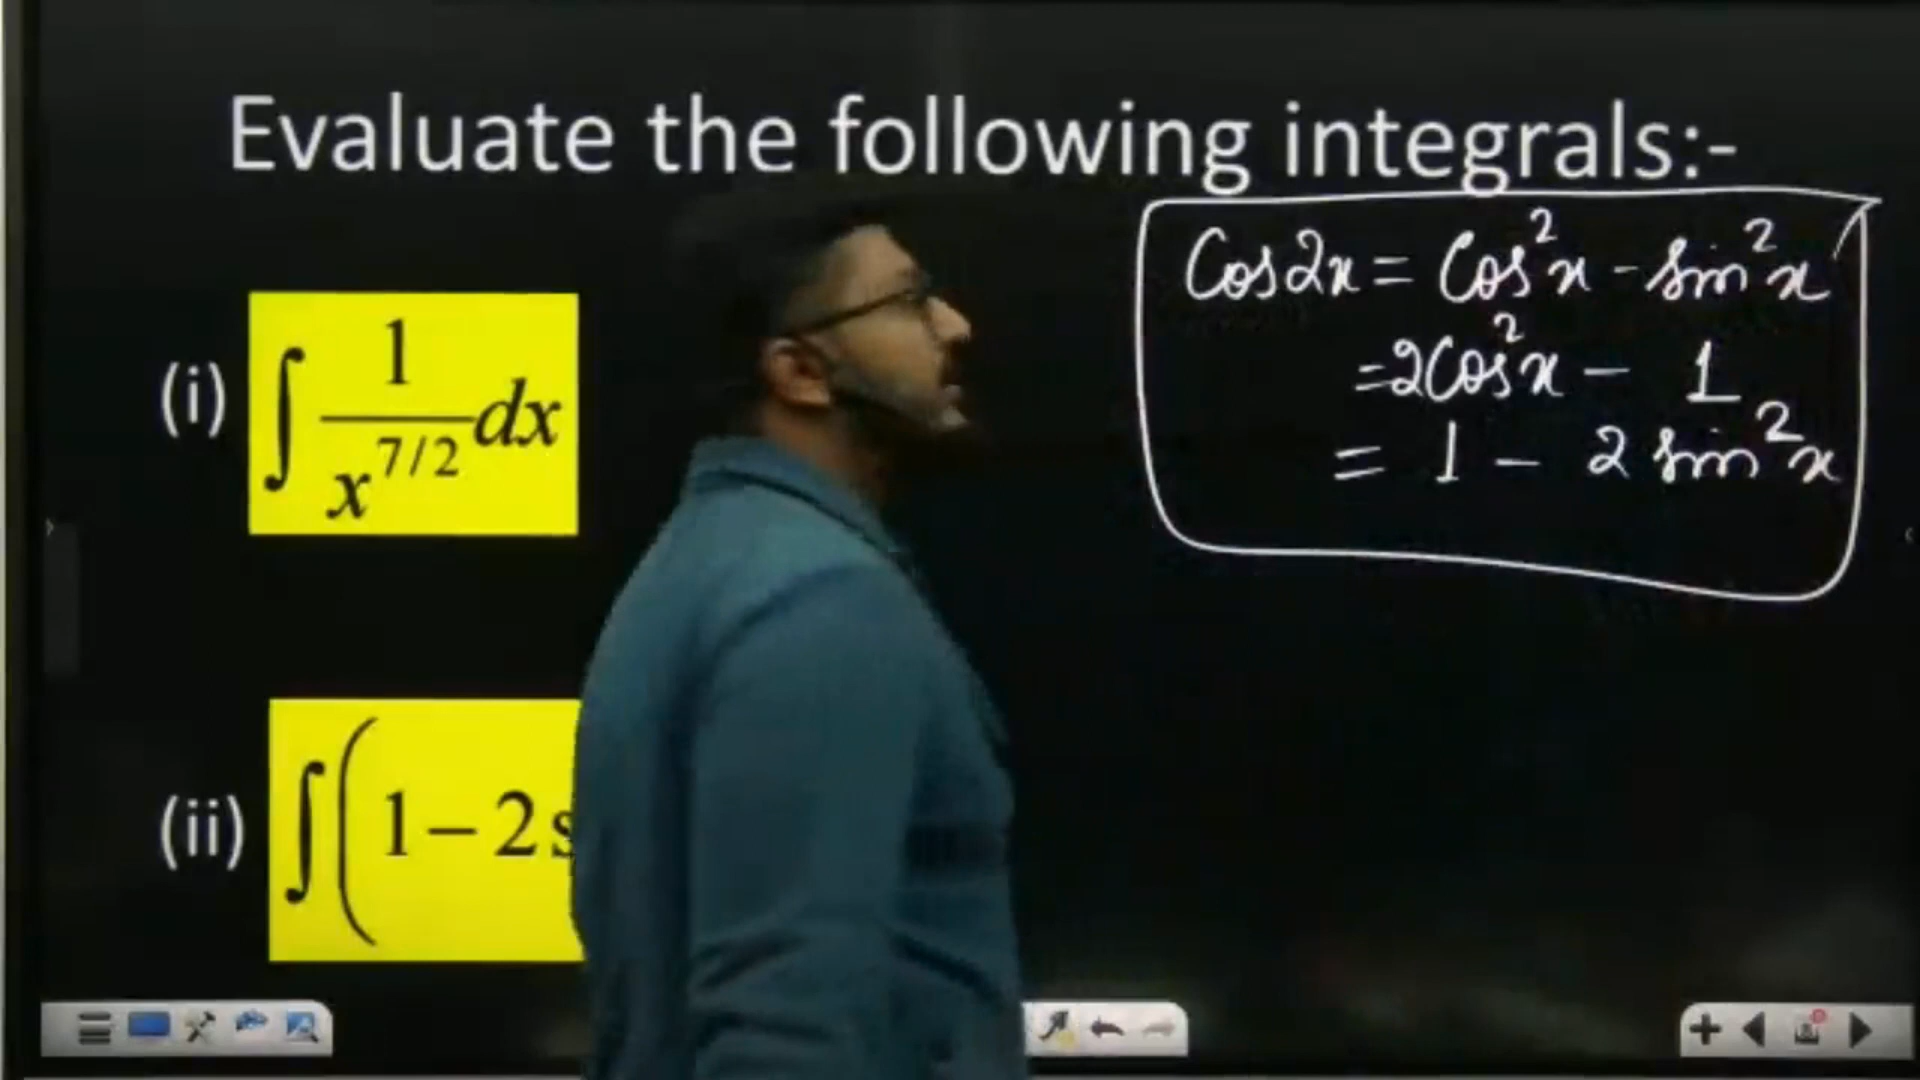 Evaluate the following integrals:-
Cos2x = Cos²x - sin²x
=2Cos²x - 1
= 1 - 2 sin²x
(i) ∫ 1/x^7/2 dx
(ii) ∫(1-2s